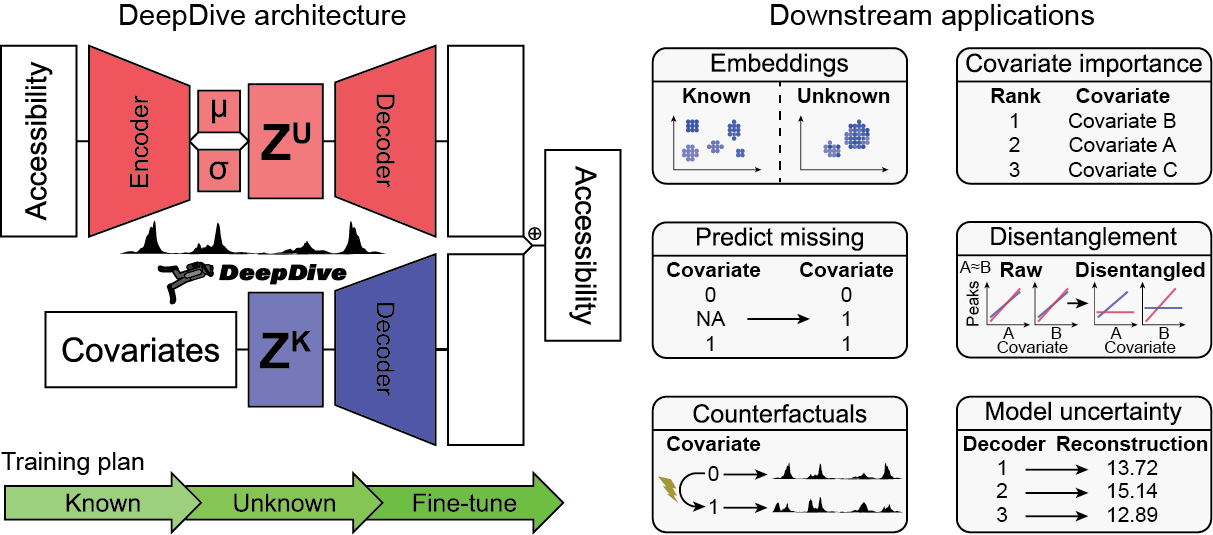 DeepDive architecture
Accessibility
Encoder
μ
σ
Z^U
Decoder
⊕
Accessibility
DeepDive
Covariates
Z^K
Decoder
Training plan
Known
Unknown
Fine-tune
Downstream applications
Embeddings
Known
Unknown
Covariate importance
Rank Covariate
1 Covariate B
2 Covariate A
3 Covariate C
Predict missing
Covariate Covariate
0 0
NA 1
1 1
Disentanglement
A≈B Raw Disentangled
Peaks
A B A B
Covariate Covariate
Counterfactuals
Covariate
0
1
Model uncertainty
Decoder Reconstruction
1 13.72
2 15.14
3 12.89